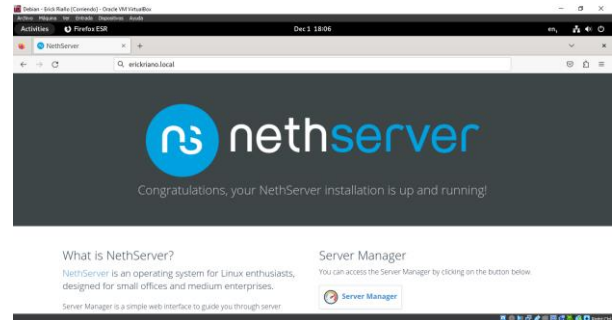 Debian - Erick Riaño [Corriendo] - Oracle VM VirtualBox
Archivo Máquina Ver Entrada Dispositivos Ayuda
Activities Firefox ESR Dec 1 18:06 en
NethServer
erickriano.local
ns nethserver
Congratulations, your NethServer installation is up and running!
What is NethServer?
NethServer is an operating system for Linux enthusiasts,
designed for small offices and medium enterprises.
Server Manager is a simple web interface to guide you through server
Server Manager
You can access the Server Manager by clicking on the button below.
Server Manager